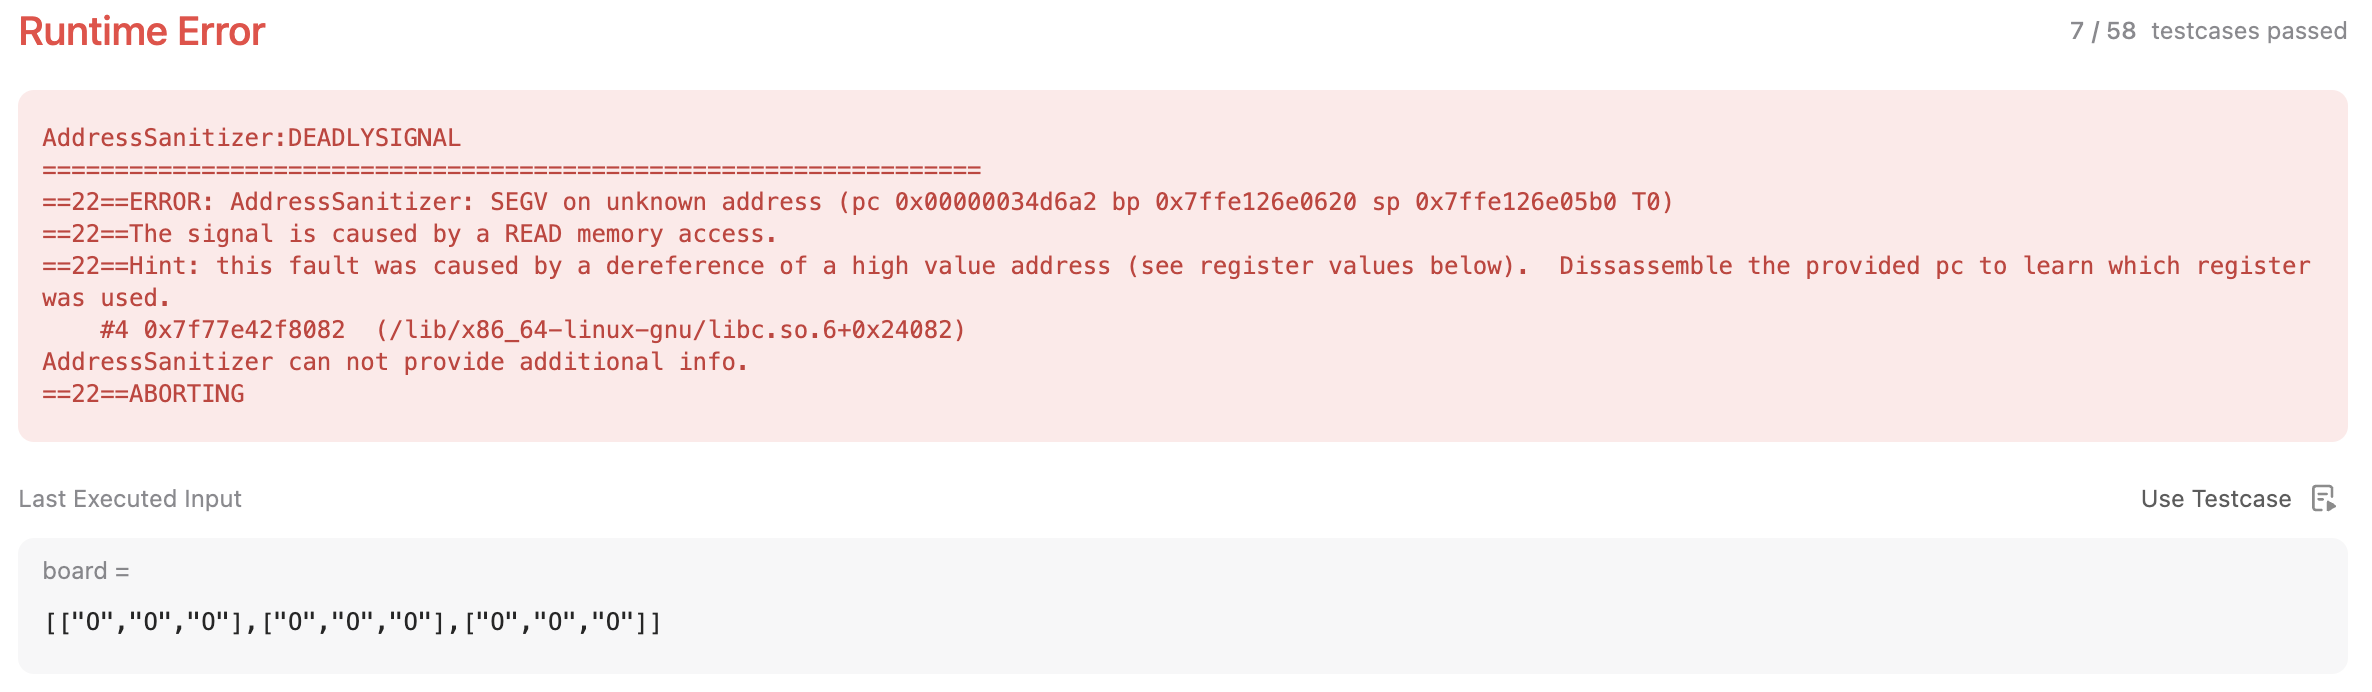 Runtime Error
7 / 58 testcases passed
AddressSanitizer:DEADLYSIGNAL
=================================================================
==22==ERROR: AddressSanitizer: SEGV on unknown address (pc 0x00000034d6a2 bp 0x7ffe126e0620 sp 0x7ffe126e05b0 T0)
==22==The signal is caused by a READ memory access.
==22==Hint: this fault was caused by a dereference of a high value address (see register values below).  Dissassemble the provided pc to learn which register
was used.
    #4 0x7f77e42f8082  (/lib/x86_64-linux-gnu/libc.so.6+0x24082)
AddressSanitizer can not provide additional info.
==22==ABORTING
Last Executed Input
Use Testcase
board =
[["O","O","O"],["O","O","O"],["O","O","O"]]